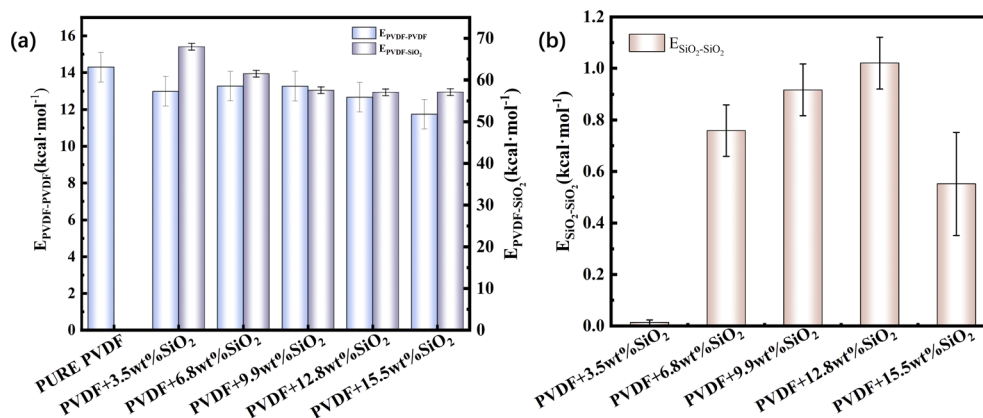 (a)
E_PVDF-PVDF
E_PVDF-SiO₂
E_PVDF-PVDF(kcal·mol⁻¹)
16
14
12
10
8
6
4
2
0
70
60
50
40
30
20
10
0
E_PVDF-SiO₂(kcal·mol⁻¹)
PURE PVDF
PVDF+3.5wt%SiO₂
PVDF+6.8wt%SiO₂
PVDF+9.9wt%SiO₂
PVDF+12.8wt%SiO₂
PVDF+15.5wt%SiO₂
(b)
E_SiO₂-SiO₂
E_SiO₂-SiO₂(kcal·mol⁻¹)
1.2
1.0
0.8
0.6
0.4
0.2
0.0
PVDF+3.5wt%SiO₂
PVDF+6.8wt%SiO₂
PVDF+9.9wt%SiO₂
PVDF+12.8wt%SiO₂
PVDF+15.5wt%SiO₂